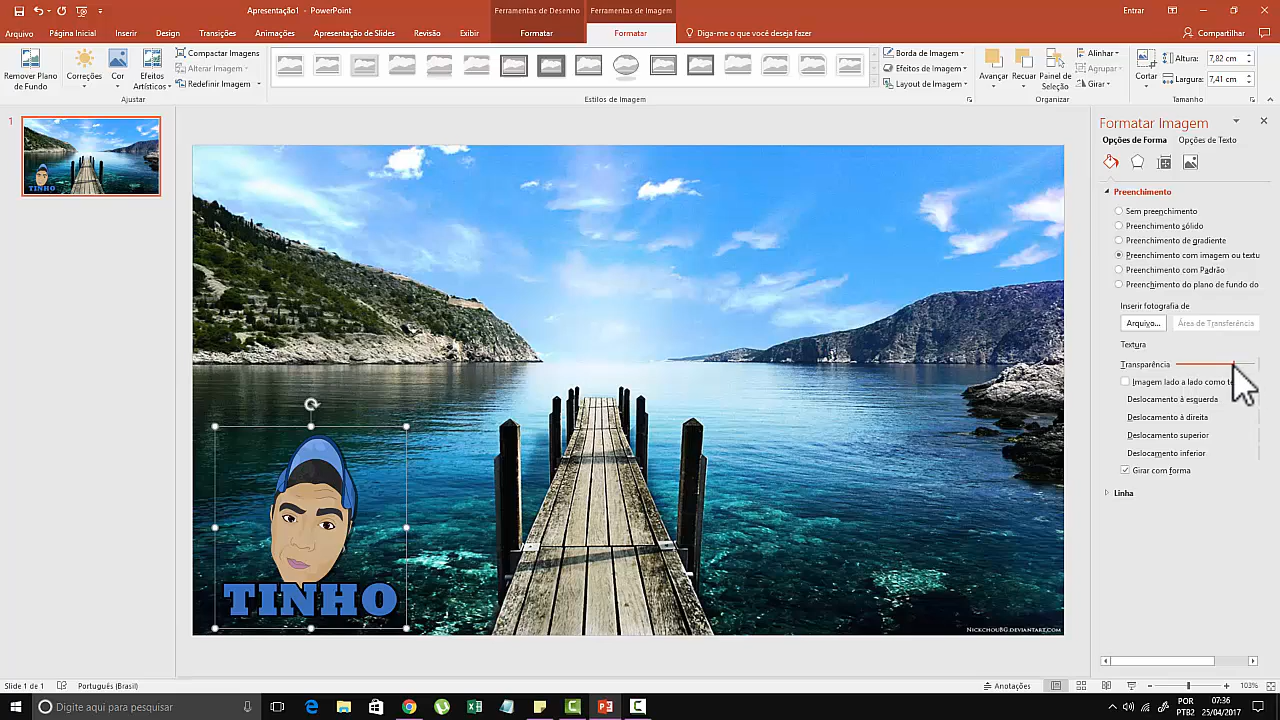 Apresentação1 - PowerPoint
Ferramentas de Desenho
Ferramentas de Imagem
Entrar
Arquivo
Página Inicial
Inserir
Design
Transições
Animações
Apresentação de Slides
Revisão
Exibir
Formatar
Formatar
Diga-me o que você deseja fazer
Compartilhar
Remover Plano
de Fundo
Correções
Cor
Efeitos
Artísticos
Compactar Imagens
Alterar Imagem
Redefinir Imagem
Borda de Imagem
Efeitos de Imagem
Layout de Imagem
Avançar
Recuar
Painel de
Seleção
Alinhar
Agrupar
Girar
Cortar
Altura:
7,82 cm
Largura:
7,41 cm
Ajustar
Estilos de Imagem
Organizar
Tamanho
1
TINHO
TINHO
NICKCHOUBG.DEVIANTART.COM
Formatar Imagem
Opções de Forma
Opções de Texto
Preenchimento
Sem preenchimento
Preenchimento sólido
Preenchimento de gradiente
Preenchimento com imagem ou textu
Preenchimento com Padrão
Preenchimento do plano de fundo do
Inserir fotografia de
Arquivo...
Área de Transferência
Textura
Transparência
Imagem lado a lado como te
Deslocamento à esquerda
Deslocamento à direita
Deslocamento superior
Deslocamento inferior
Girar com forma
Linha
Slide 1 de 1
Português (Brasil)
Anotações
103%
Digite aqui para pesquisar
POR
PTB2
07:36
25/04/2017